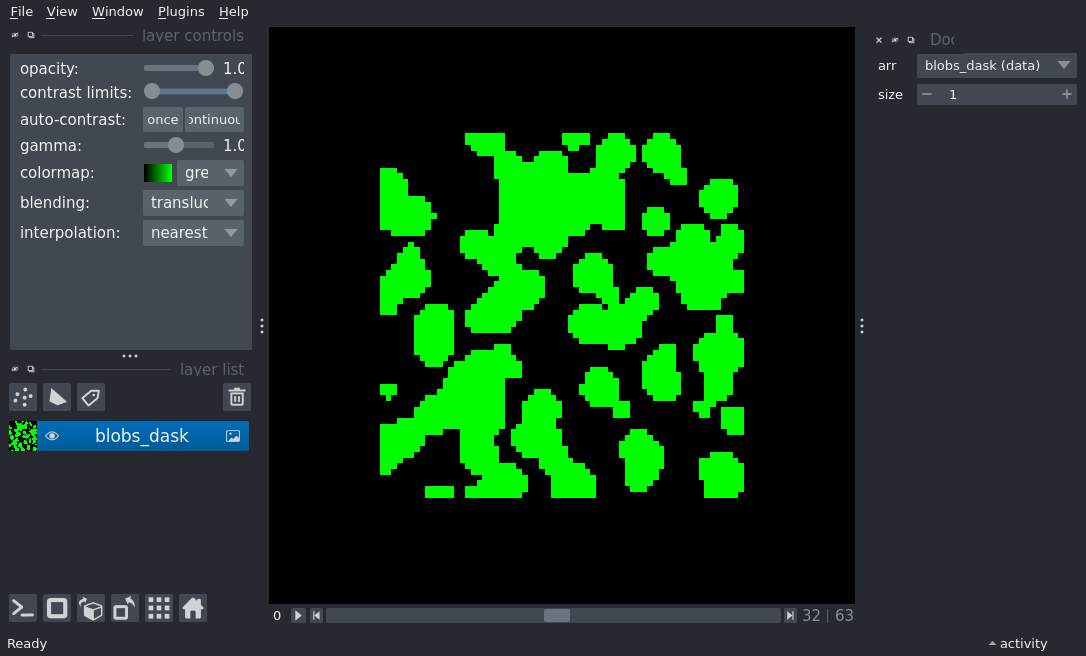 File View Window Plugins Help
layer controls
opacity: 1.0
contrast limits:
auto-contrast: once ontinuou
gamma: 1.0
colormap: gre
blending: transluc
interpolation: nearest
layer list
blobs_dask
0 32 | 63
Doc
arr blobs_dask (data)
size 1
Ready
activity